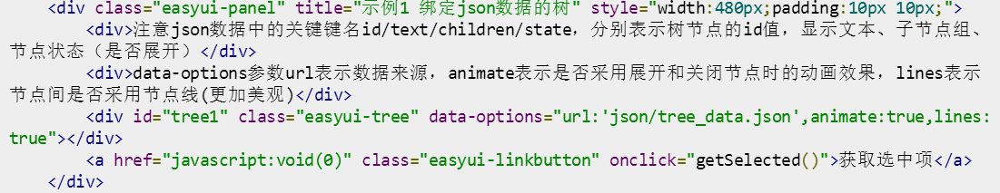 <div class="easyui-panel" title="示例1 绑定json数据的树" style="width:480px;padding:10px 10px;">
<div>注意json数据中的关键键名id/text/children/state，分别表示树节点的id值，显示文本、子节点组、
节点状态（是否展开）</div>
<div>data-options参数url表示数据来源，animate表示是否采用展开和关闭节点时的动画效果，lines表示
节点间是否采用节点线(更加美观)</div>
<div id="tree1" class="easyui-tree" data-options="url:'json/tree_data.json',animate:true,lines:
true"></div>
<a href="javascript:void(0)" class="easyui-linkbutton" onclick="getSelected()">获取选中项</a>
</div>